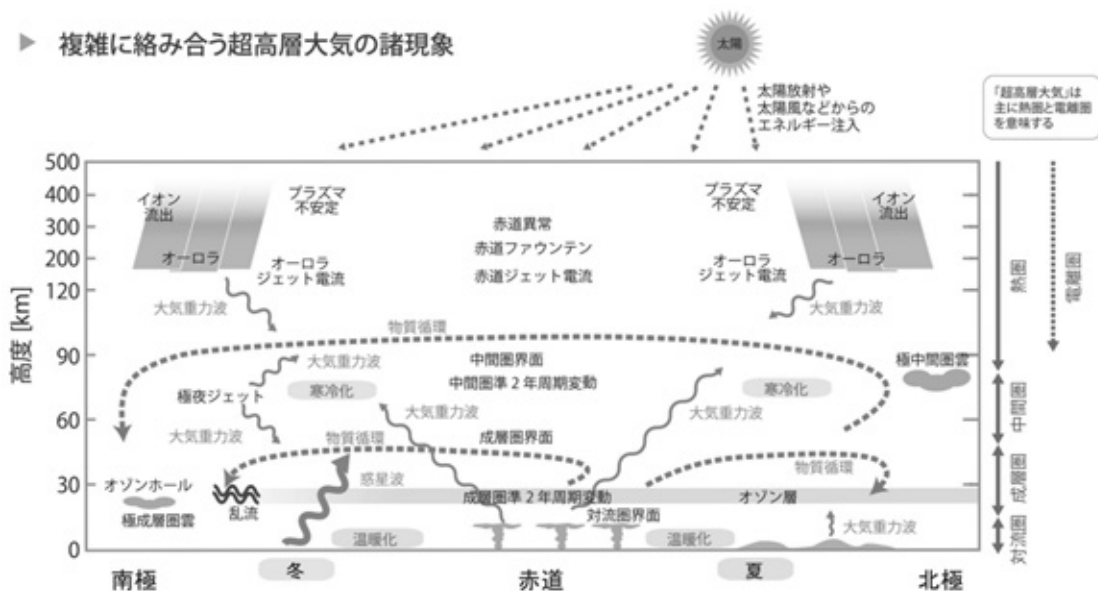 ▶ 複雑に絡み合う超高層大気の諸現象
太陽
太陽放射や
太陽風などからの
エネルギー注入
「超高層大気」は
主に熱圏と電離圏
を意味する
高度 [km]
500
400
300
200
120
90
60
30
0
イオン
流出
オーロラ
プラズマ
不安定
オーロラ
ジェット電流
赤道異常
赤道ファウンテン
赤道ジェット電流
プラズマ
不安定
オーロラ
ジェット電流
イオン
流出
オーロラ
大気重力波
大気重力波
物質循環
大気重力波
中間圏界面
極中間圏雲
極夜ジェット
寒冷化
中間圏準2年周期変動
寒冷化
大気重力波
大気重力波
大気重力波
物質循環
成層圏界面
物質循環
オゾンホール
極成層圏雲
乱流
惑星波
成層圏準2年周期変動
オゾン層
対流圏界面
大気重力波
温暖化
温暖化
南極
冬
赤道
夏
北極
熱圏
電離圏
中間圏
成層圏
対流圏